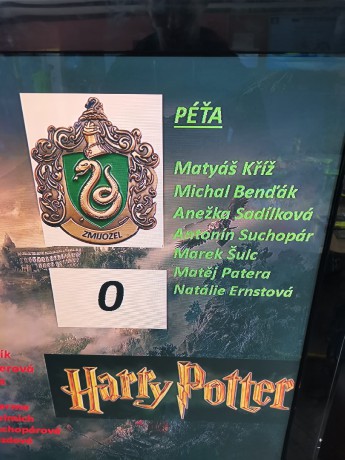 PÉŤA
Matyáš Kříž
Michal Benďák
Anežka Sadílková
Antonín Suchopár
Marek Šulc
Matěj Patera
Natálie Ernstová
ZMIJOZEL
0
Harry Potter